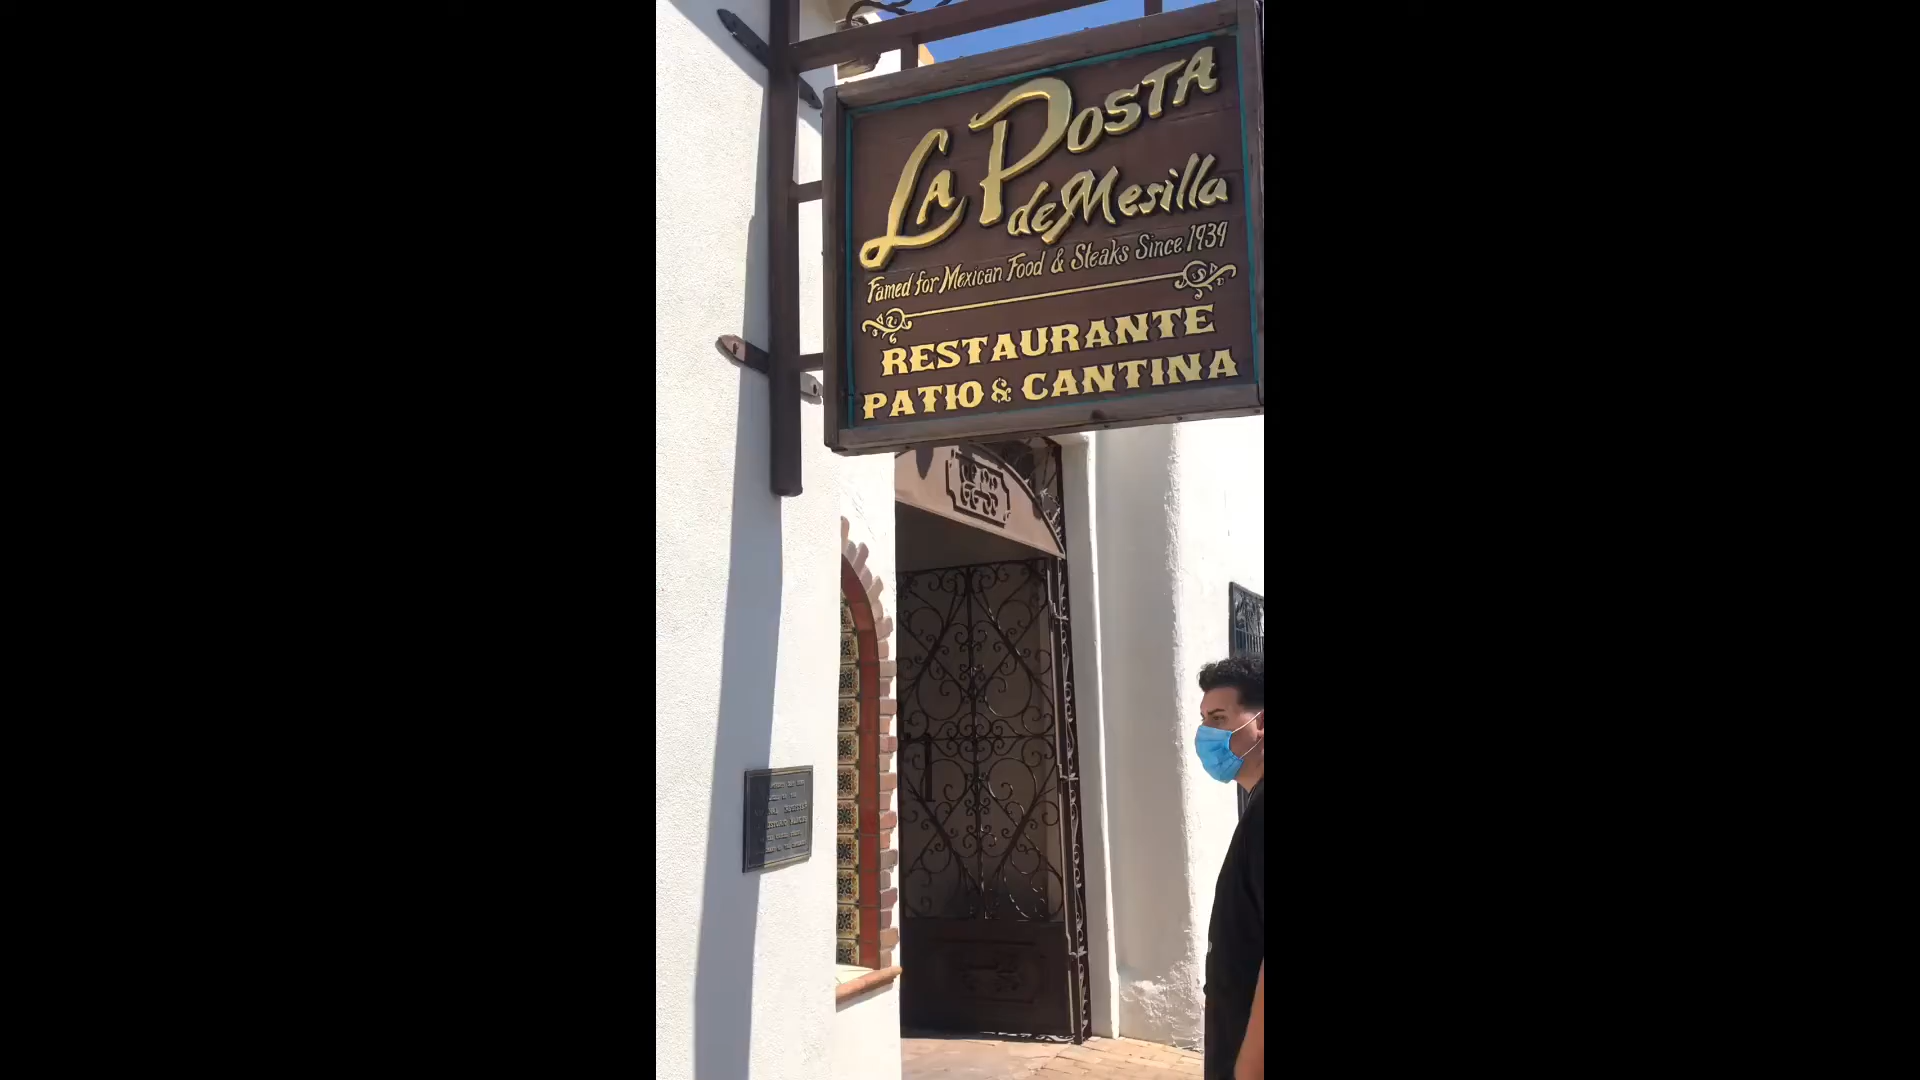 La Posta
de Mesilla
Famed for Mexican Food & Steaks Since 1939
RESTAURANTE
PATIO & CANTINA